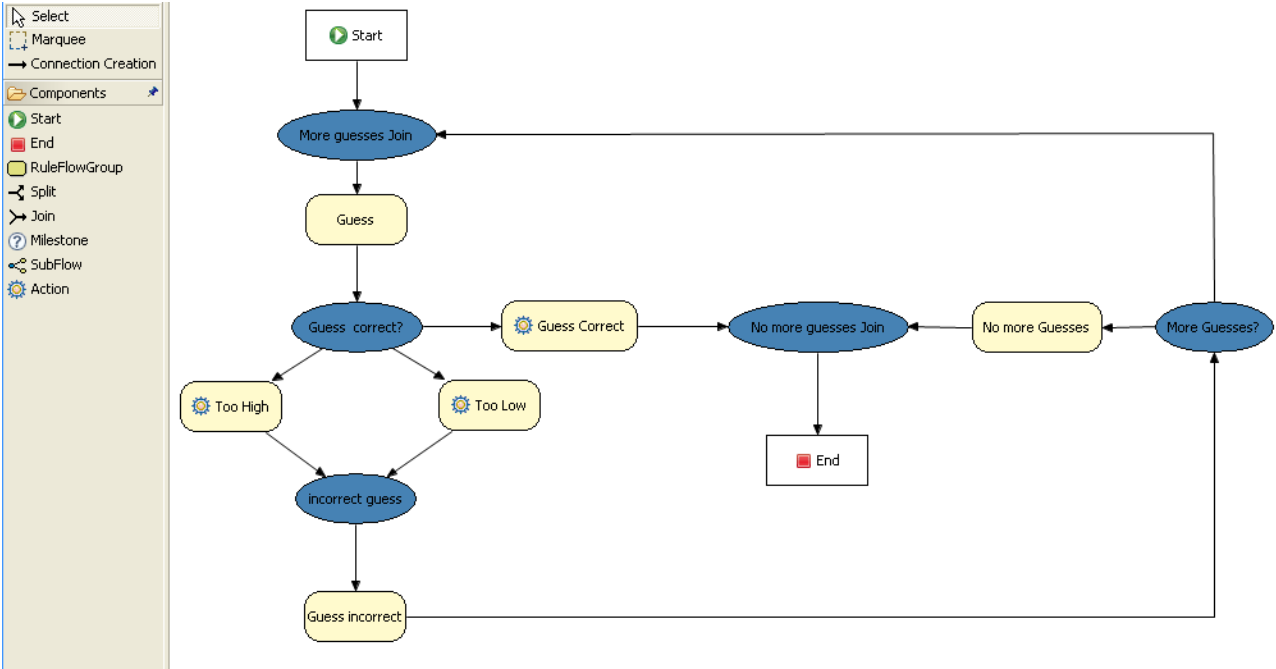 Select
Marquee
Connection Creation
Components
Start
End
RuleFlowGroup
Split
Join
Milestone
SubFlow
Action
Start
More guesses Join
Guess
Guess correct?
Guess Correct
No more guesses Join
No more Guesses
More Guesses?
Too High
Too Low
End
incorrect guess
Guess incorrect